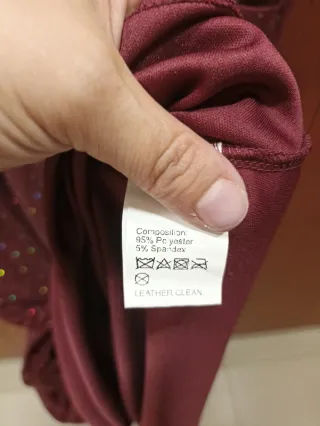 Composition:
95% Polyester
5% Spandex
LEATHER CLEAN